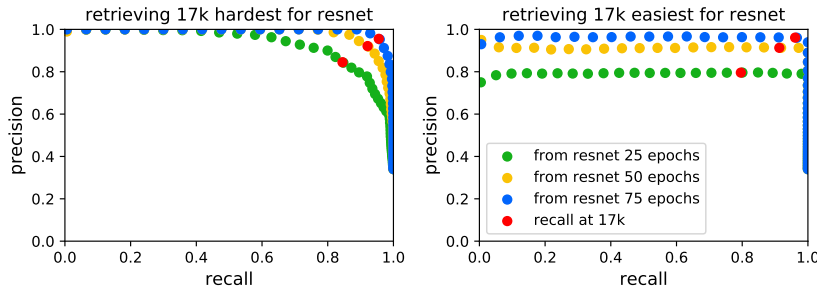 retrieving 17k hardest for resnet
precision
1.0
0.8
0.6
0.4
0.2
0.0
0.0 0.2 0.4 0.6 0.8 1.0
recall
retrieving 17k easiest for resnet
precision
1.0
0.8
0.6
0.4
0.2
0.0
from resnet 25 epochs
from resnet 50 epochs
from resnet 75 epochs
recall at 17k
0.0 0.2 0.4 0.6 0.8 1.0
recall